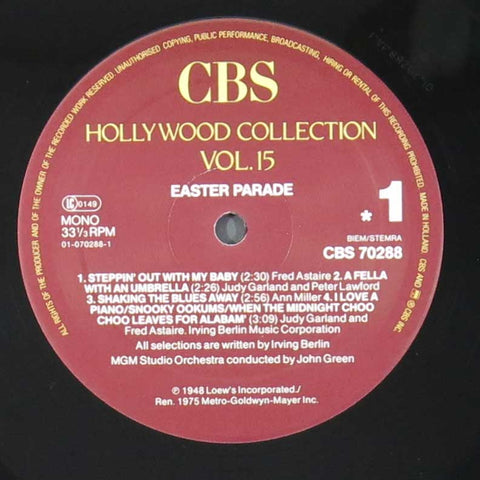 ALL RIGHTS OF THE PRODUCER AND OF THE OWNER OF THE RECORDED WORK RESERVED. UNAUTHORISED COPYING, PUBLIC PERFORMANCE, BROADCASTING, HIRING OR RENTAL OF THIS RECORDING PROHIBITED. MADE IN HOLLAND. CBS AND ARE ® CBS INC.
CBS
HOLLYWOOD COLLECTION
VOL. 15
EASTER PARADE
LC 0149
MONO
33⅓ RPM
01-070288-1
* 1
BIEM/STEMRA
CBS 70288
1. STEPPIN' OUT WITH MY BABY (2:30) Fred Astaire 2. A FELLA
WITH AN UMBRELLA (2:26) Judy Garland and Peter Lawford
3. SHAKING THE BLUES AWAY (2:56) Ann Miller 4. I LOVE A
PIANO/SNOOKY OOKUMS/WHEN THE MIDNIGHT CHOO
CHOO LEAVES FOR ALABAM' (3:09) Judy Garland and
Fred Astaire. Irving Berlin Music Corporation
All selections are written by Irving Berlin
MGM Studio Orchestra conducted by John Green
℗ 1948 Loew's Incorporated./
Ren. 1975 Metro-Goldwyn-Mayer Inc.